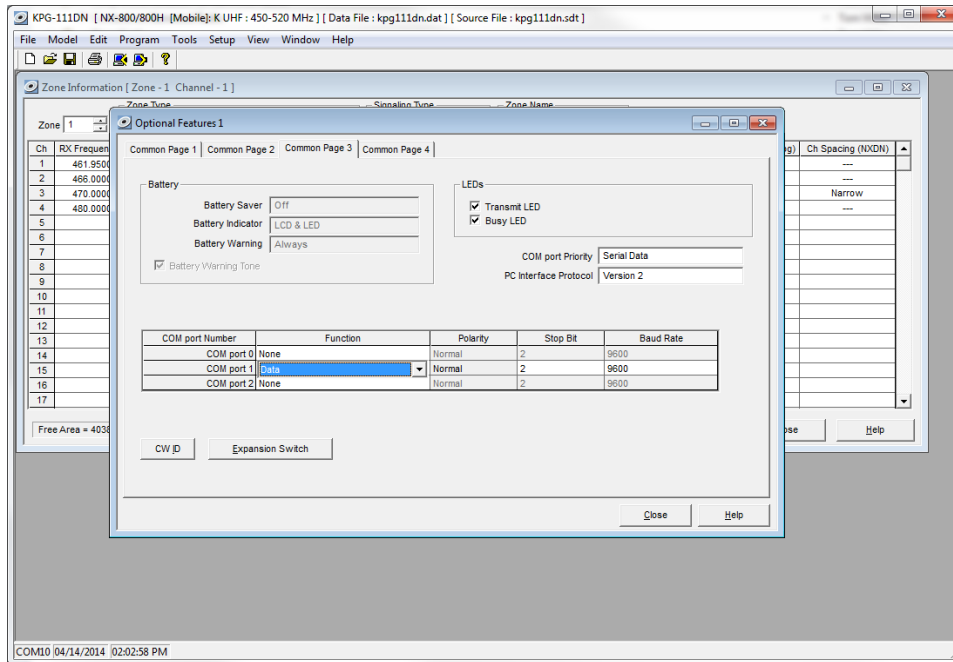 KPG-111DN [ NX-800/800H [Mobile]: K UHF : 450-520 MHz ] [ Data File : kpg111dn.dat ] [ Source File : kpg111dn.sdt ]
File Model Edit Program Tools Setup View Window Help
Zone Information [ Zone - 1 Channel - 1 ]
Zone Type Signaling Type Zone Name
Zone 1
Optional Features 1
Common Page 1 Common Page 2 Common Page 3 Common Page 4
Ch RX Frequen g) Ch Spacing (NXDN)
1 461.9500 ---
2 466.0000 ---
3 470.0000 Narrow
4 480.0000 ---
5
6
7
8
9
10
11
12
13
14
15
16
17
Battery
Battery Saver Off
Battery Indicator LCD & LED
Battery Warning Always
Battery Warning Tone
LEDs
Transmit LED
Busy LED
COM port Priority Serial Data
PC Interface Protocol Version 2
COM port Number Function Polarity Stop Bit Baud Rate
COM port 0 None Normal 2 9600
COM port 1 Data Normal 2 9600
COM port 2 None Normal 2 9600
CW ID Expansion Switch
Close Help
Free Area = 4038 ose Help
COM10 04/14/2014 02:02:58 PM